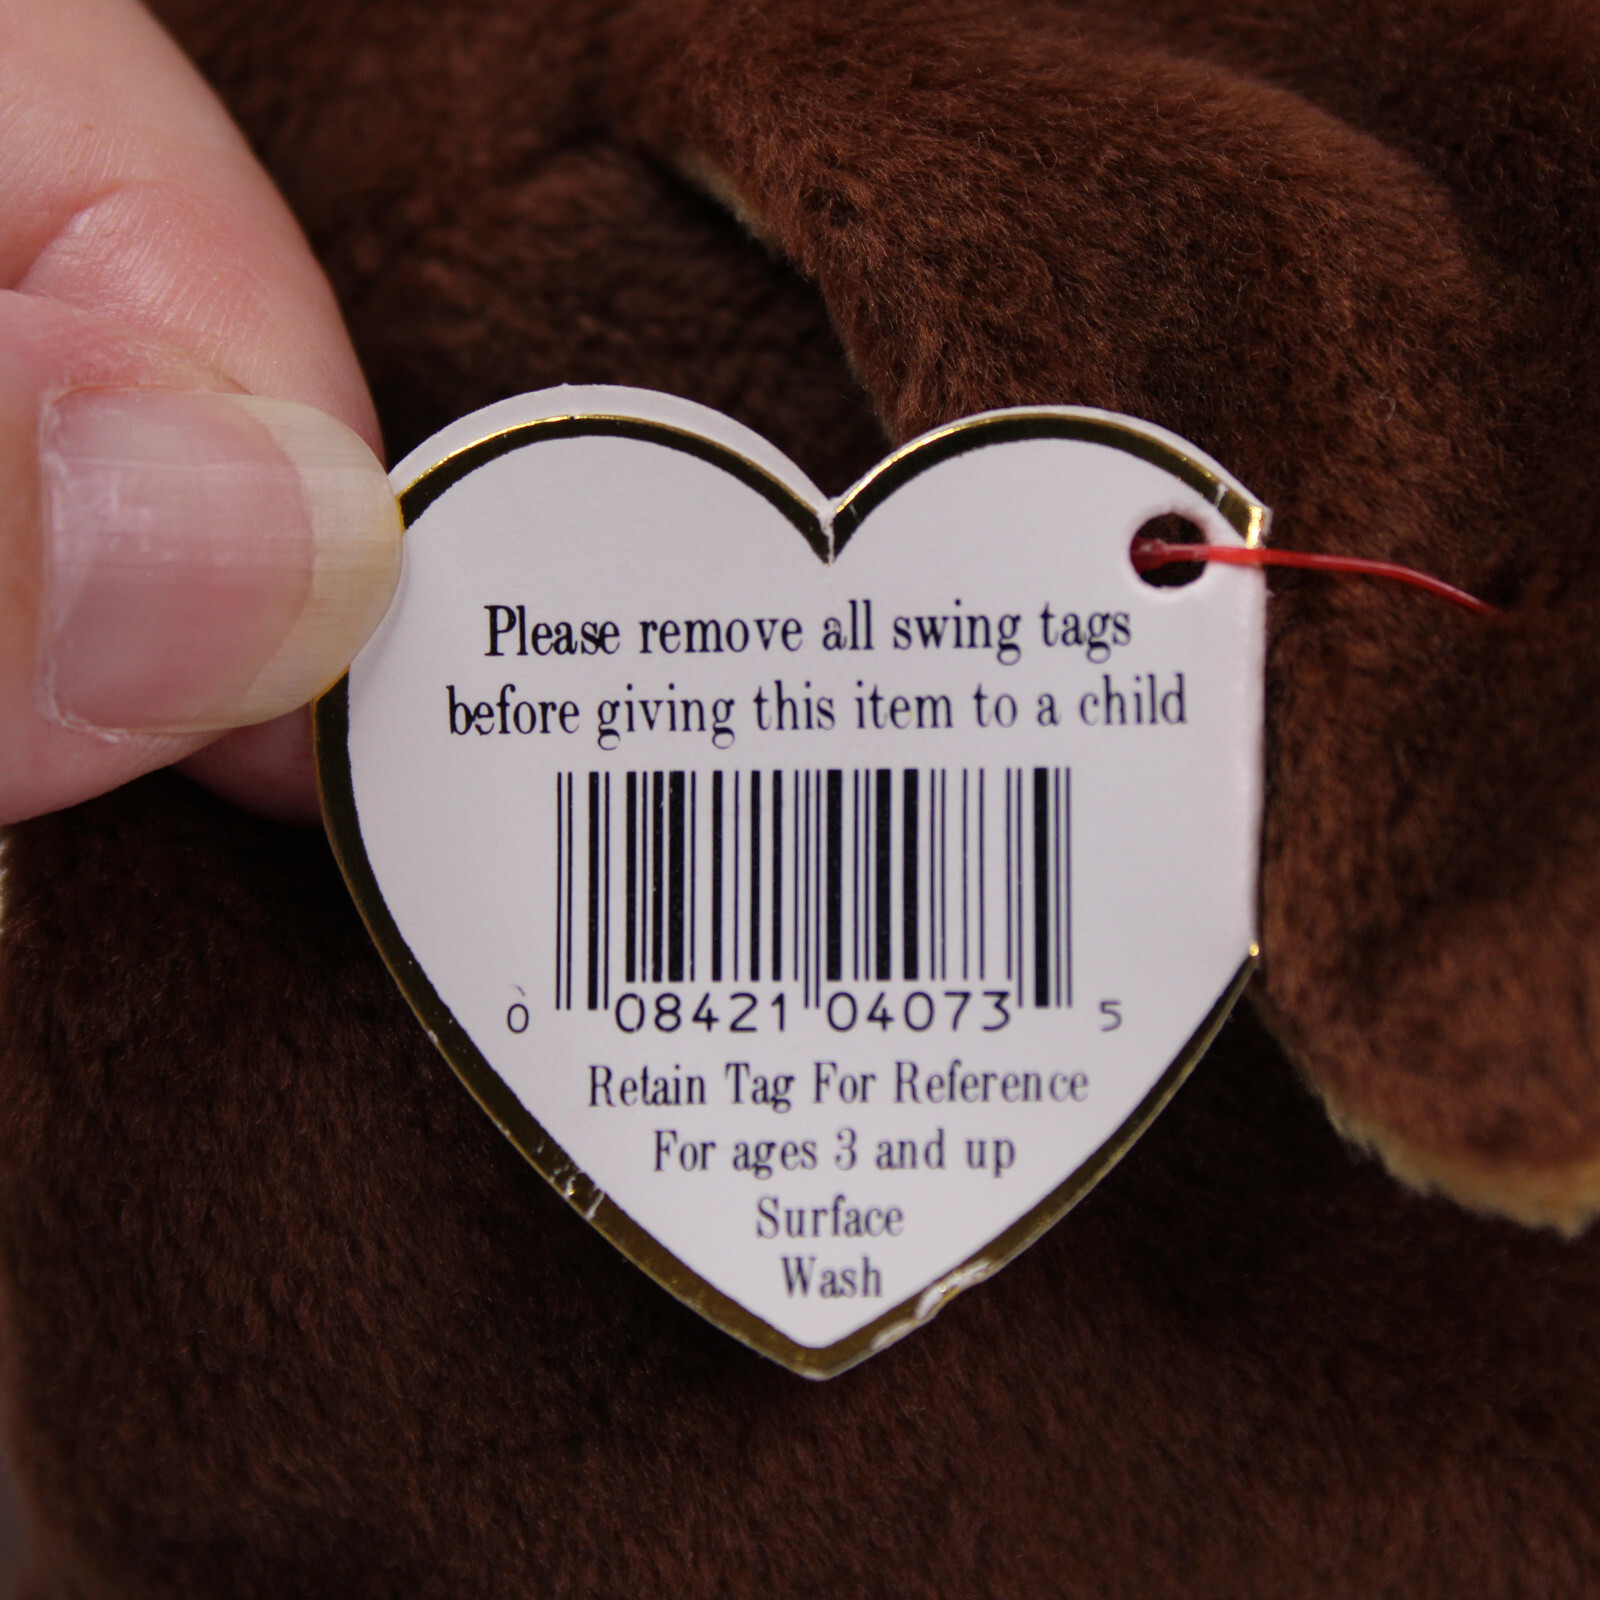 Please remove all swing tags
before giving this item to a child
0 08421 04073 5
Retain Tag For Reference
For ages 3 and up
Surface
Wash